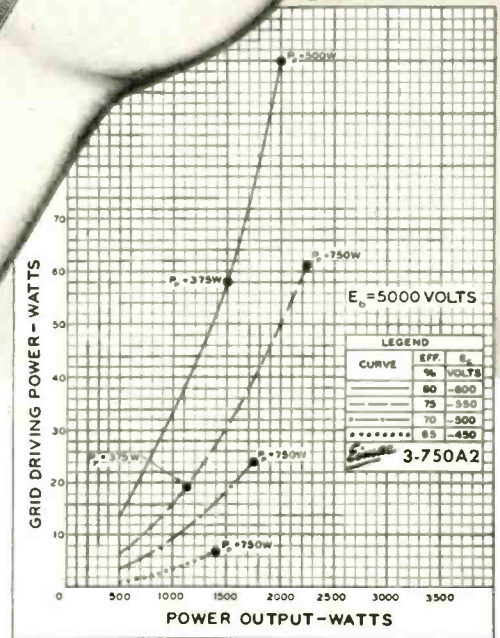 Pp=500W
70
Pp=750W
60
Pp=375W
Eb=5000 VOLTS
50
LEGEND
CURVE EFF. % Ec VOLTS
80 -600
75 -550
40
70 -500
65 -450
Eimac 3-750A2
30
Pp=375W
Pp=750W
20
Pp=750W
10
0 500 1000 1500 2000 2500 3000 3500
GRID DRIVING POWER-WATTS
POWER OUTPUT-WATTS